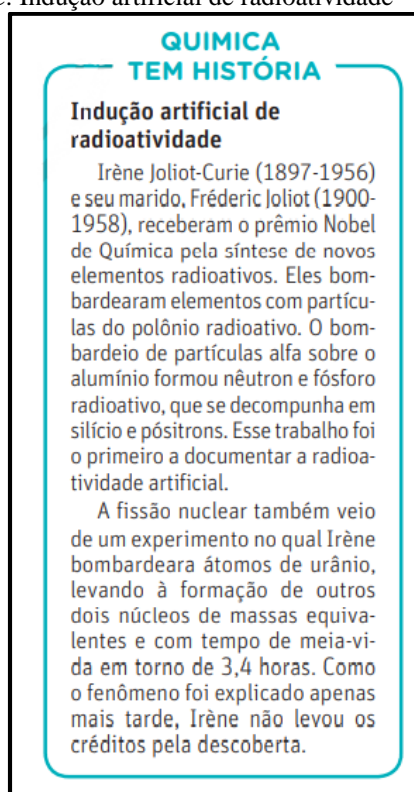 Indução artificial de radioatividade
QUIMICA
TEM HISTÓRIA
Indução artificial de
radioatividade
Irène Joliot-Curie (1897-1956)
e seu marido, Fréderic Joliot (1900-
1958), receberam o prêmio Nobel
de Química pela síntese de novos
elementos radioativos. Eles bom-
bardearam elementos com partícu-
las do polônio radioativo. O bom-
bardeio de partículas alfa sobre o
alumínio formou nêutron e fósforo
radioativo, que se decompunha em
silício e pósitrons. Esse trabalho foi
o primeiro a documentar a radioa-
tividade artificial.
A fissão nuclear também veio
de um experimento no qual Irène
bombardeara átomos de urânio,
levando à formação de outros
dois núcleos de massas equiva-
lentes e com tempo de meia-vi-
da em torno de 3,4 horas. Como
o fenômeno foi explicado apenas
mais tarde, Irène não levou os
créditos pela descoberta.